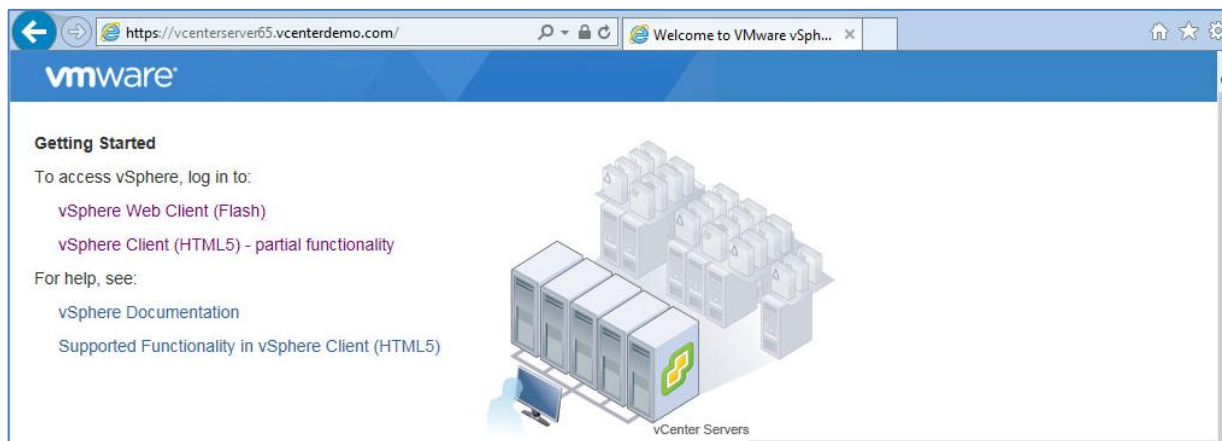 https://vcenterserver65.vcenterdemo.com/
Welcome to VMware vSph...
vmware
Getting Started
To access vSphere, log in to:
vSphere Web Client (Flash)
vSphere Client (HTML5) - partial functionality
For help, see:
vSphere Documentation
Supported Functionality in vSphere Client (HTML5)
vCenter Servers